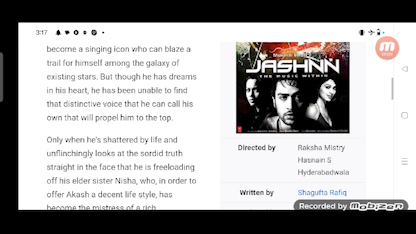 3:17
become a singing icon who can blaze a
trail for himself among the galaxy of
existing stars. But though he has dreams
in his heart, he has been unable to find
that distinctive voice that he can call his
own that will propel him to the top.
Only when he's shattered by life and
unflinchingly looks at the sordid truth
straight in the face that he is freeloading
off his elder sister Nisha, who, in order to
offer Akash a decent life style, has
become the mistress of a rich
JASHNN
THE MUSIC WITHIN
Directed by Raksha Mistry
Hasnain S
Hyderabadwala
Written by Shagufta Rafiq
Recorded by Mobizen